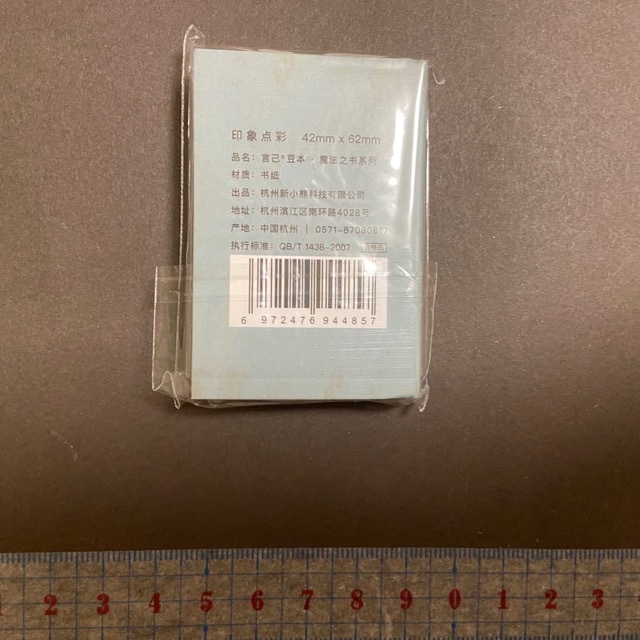 印象点彩 42mm x 62mm
品名：言己®豆本·魔法之书系列
材质：书纸
出品：杭州新小熊科技有限公司
地址：杭州滨江区南环路4028号
产地：中国杭州 | 0571-87080817
执行标准：QB/T 1438-2007 合格品
6 972476 944857
1 2 3 4 5 6 7 8 9 0 1 2 3